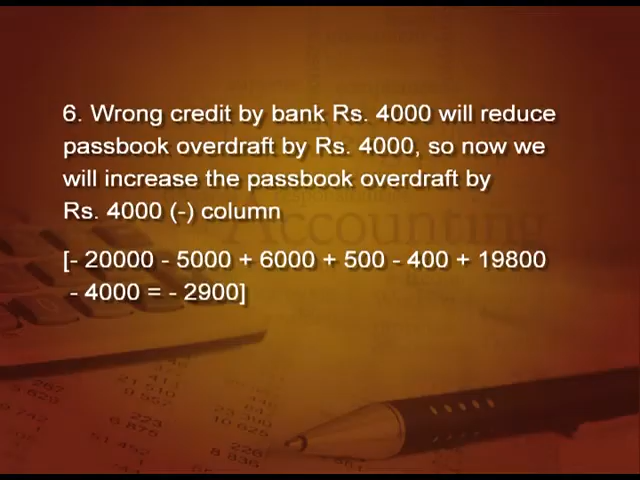 6. Wrong credit by bank Rs. 4000 will reduce
passbook overdraft by Rs. 4000, so now we
will increase the passbook overdraft by
Rs. 4000 (-) column
Accounting
[- 20000 - 5000 + 6000 + 500 - 400 + 19800
- 4000 = - 2900]